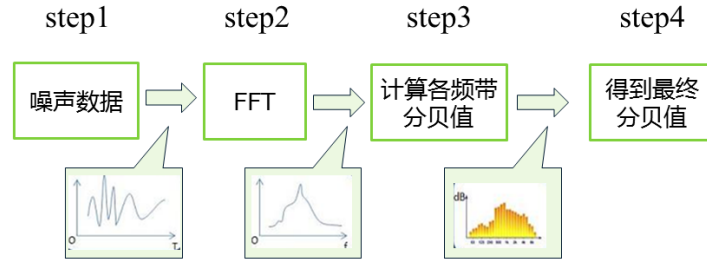 step1
step2
step3
step4
噪声数据
FFT
计算各频带
分贝值
得到最终
分贝值
O
T
O
f
dB